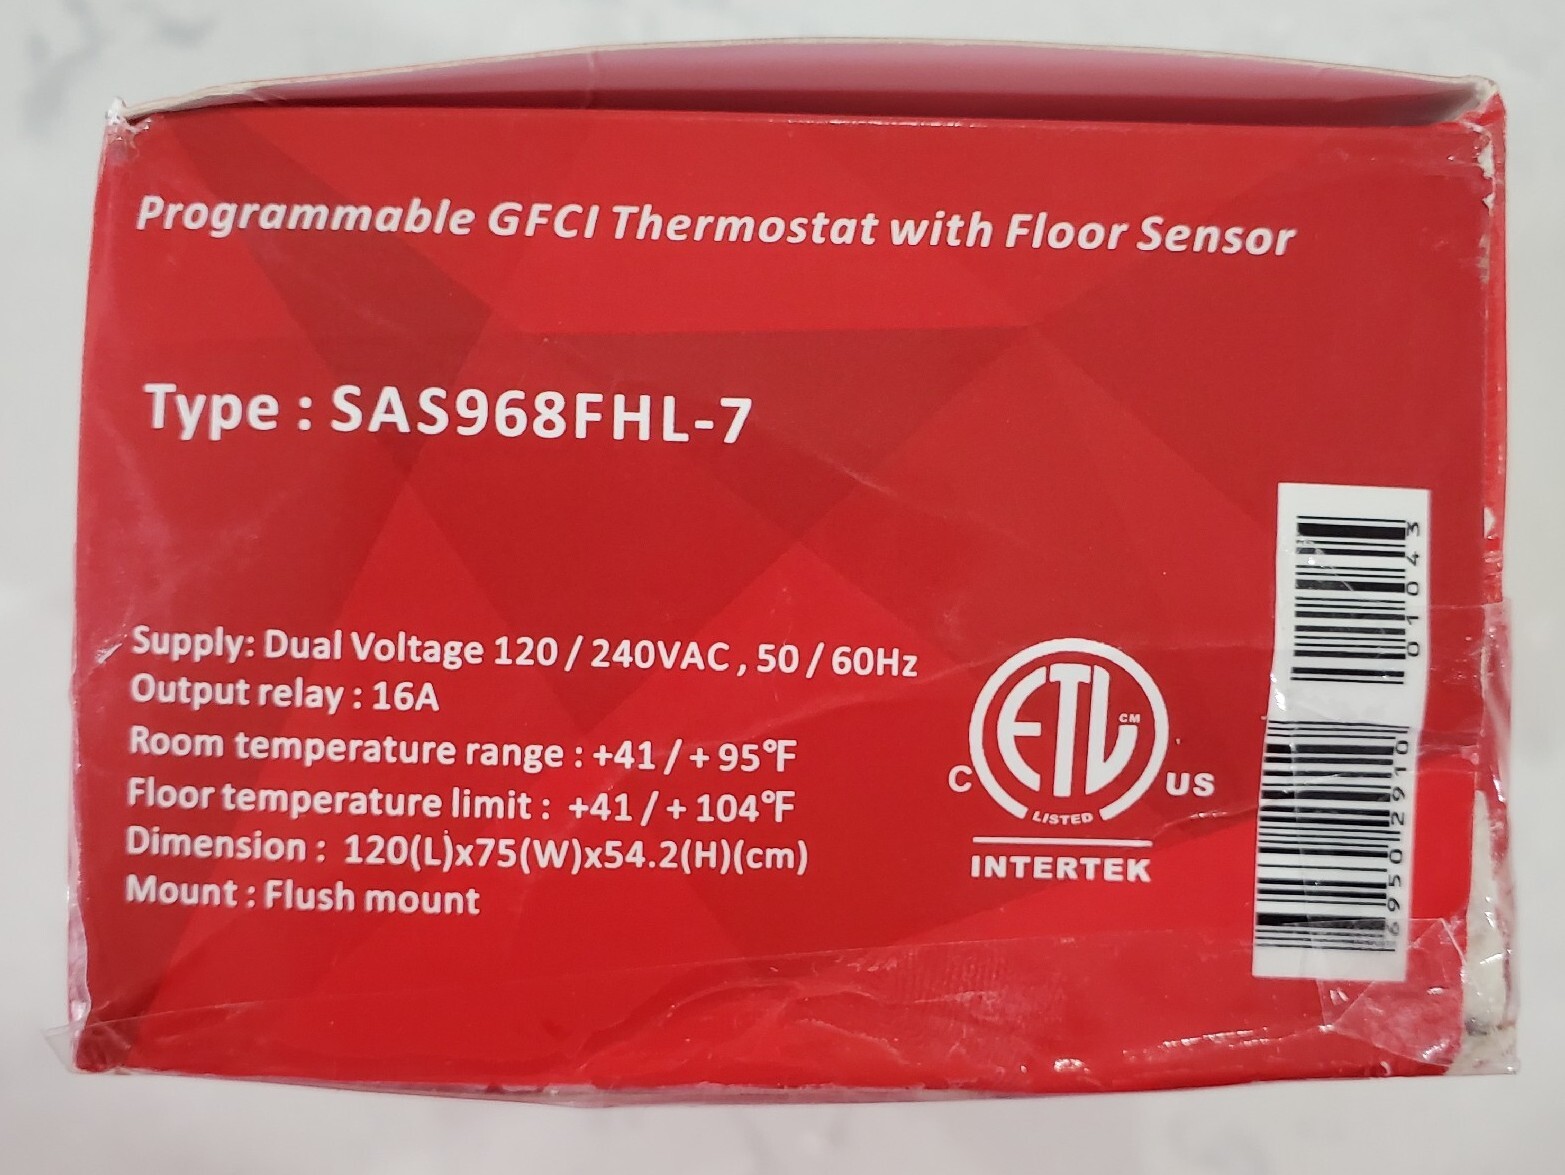 Programmable GFCI Thermostat with Floor Sensor
Type : SAS968FHL-7
Supply: Dual Voltage 120 / 240VAC , 50 / 60Hz
Output relay : 16A
Room temperature range : +41 / + 95°F
Floor temperature limit : +41 / + 104°F
Dimension : 120(L)x75(W)x54.2(H)(cm)
Mount : Flush mount
ETL CM
C US
LISTED
INTERTEK
6950029101043